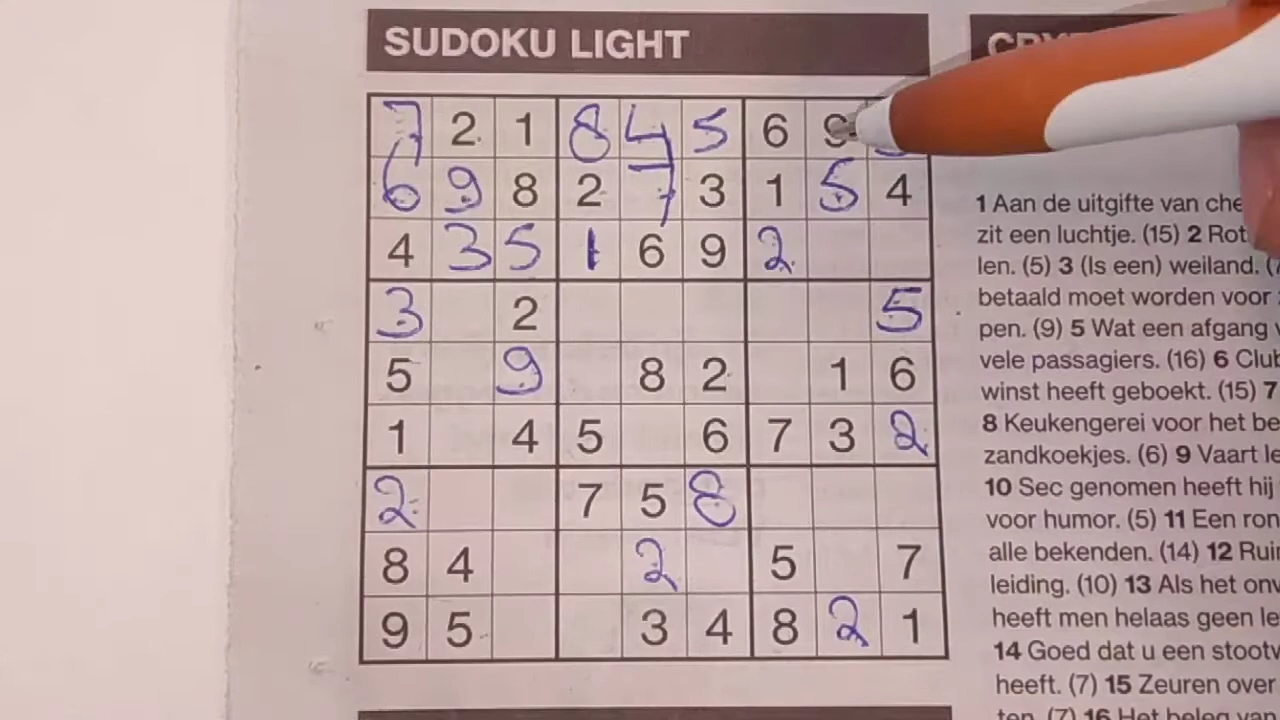 SUDOKU LIGHT
7 2 1 8 4 5 6 9
6 9 8 2 7 3 1 5 4
4 3 5 1 6 9 2
3 2 5
5 9 8 2 1 6
1 4 5 6 7 3 2
2 7 5 8
8 4 2 5 7
9 5 3 4 8 2 1
1 Aan de uitgifte van che
zit een luchtje. (15) 2 Rot
len. (5) 3 (Is een) weiland. (
betaald moet worden voor
pen. (9) 5 Wat een afgang v
vele passagiers. (16) 6 Club
winst heeft geboekt. (15) 7
8 Keukengerei voor het be
zandkoekjes. (6) 9 Vaart le
10 Sec genomen heeft hij
voor humor. (5) 11 Een ron
alle bekenden. (14) 12 Ruin
leiding. (10) 13 Als het onv
heeft men helaas geen le
14 Goed dat u een stootv
heeft. (7) 15 Zeuren over
ten. (7) 16 Het beleg van